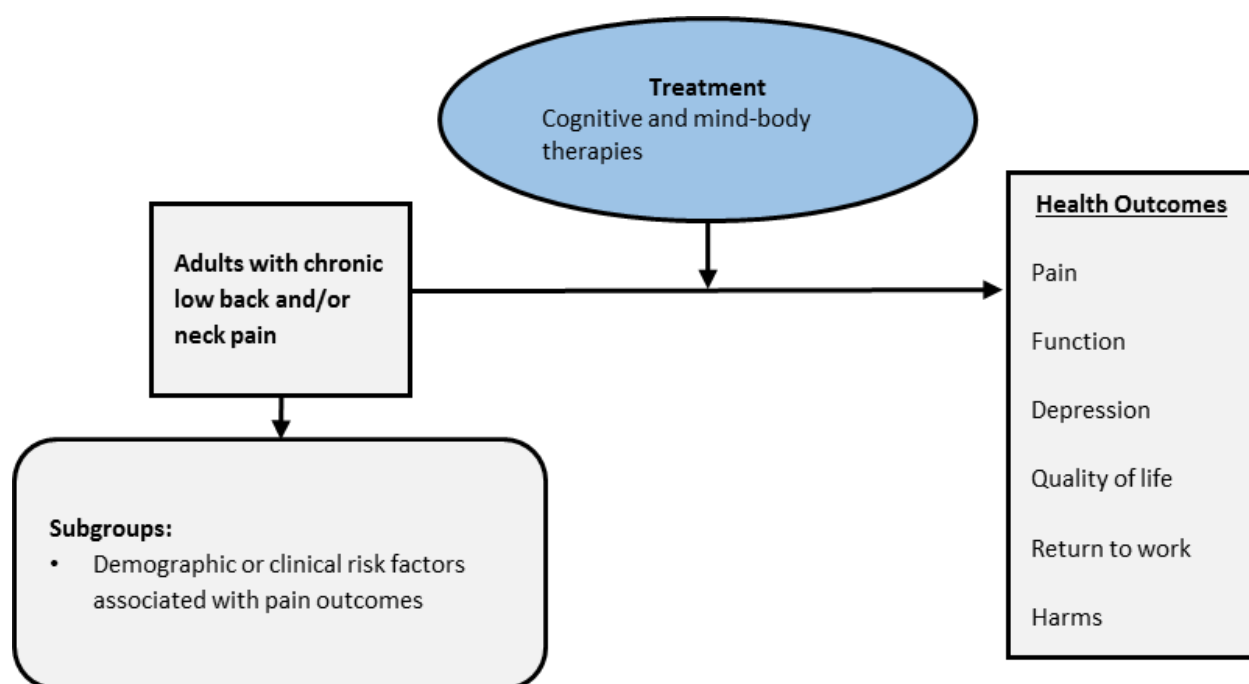 Treatment
Cognitive and mind-body
therapies
Adults with chronic
low back and/or
neck pain
Health Outcomes
Pain
Function
Depression
Quality of life
Return to work
Harms
Subgroups:
• Demographic or clinical risk factors
associated with pain outcomes